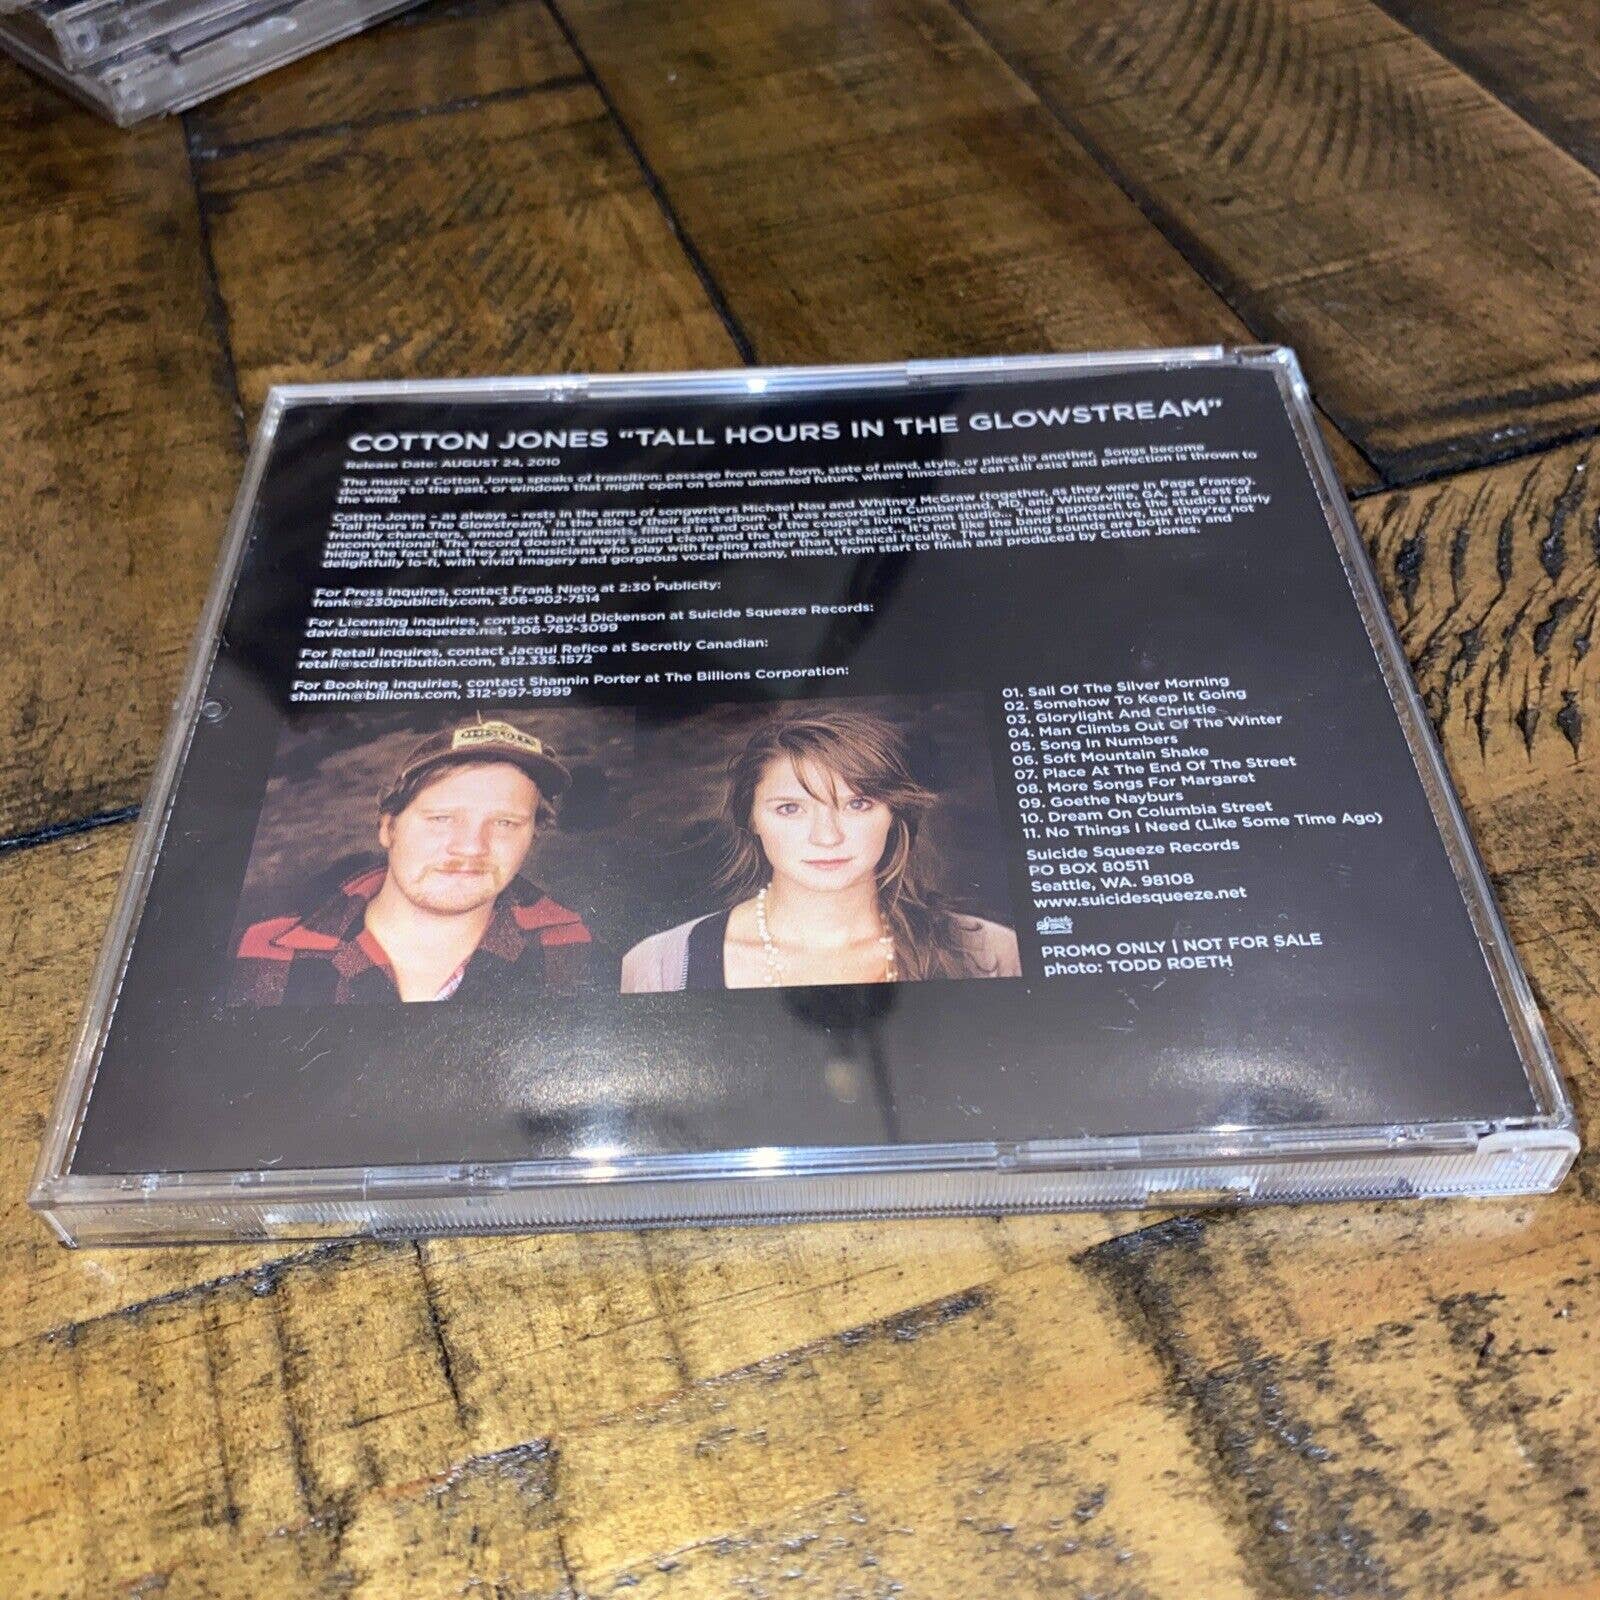 COTTON JONES "TALL HOURS IN THE GLOWSTREAM"
Release Date: AUGUST 24, 2010
The music of Cotton Jones speaks of transition: passage from one form, state of mind, style, or place to another. Songs become
doorways to the past, or windows that might open on some unnamed future, where innocence can still exist and perfection is thrown to
the wind.
Cotton Jones - as always - rests in the arms of songwriters Michael Nau and Whitney McGraw (together, as they were in Page France).
"Tall Hours In The Glowstream," is the title of their latest album. It was recorded in Cumberland, MD, and Winterville, GA, as a cast of
friendly characters, armed with instruments, filtered in and out of the couple's living room studios. Their approach to the studio is fairly
unconventional: The record doesn't always sound clean and the tempo isn't exact. It's not like the band's inattentive, but they're not
hiding the fact that they are musicians who play with feeling rather than technical faculty. The resulting sounds are both rich and
delightfully lo-fi, with vivid imagery and gorgeous vocal harmony, mixed, from start to finish and produced by Cotton Jones.
For Press inquires, contact Frank Nieto at 2:30 Publicity:
frank@230publicity.com, 206-902-7514
For Licensing inquiries, contact David Dickenson at Suicide Squeeze Records:
david@suicidesqueeze.net, 206-762-3099
For Retail inquires, contact Jacqui Refice at Secretly Canadian:
retail@scdistribution.com, 812.335.1572
For Booking inquiries, contact Shannin Porter at The Billions Corporation:
shannin@billions.com, 312-997-9999
01. Sail Of The Silver Morning
02. Somehow To Keep It Going
03. Glorylight And Christie
04. Man Climbs Out Of The Winter
05. Song In Numbers
06. Soft Mountain Shake
07. Place At The End Of The Street
08. More Songs For Margaret
09. Goethe Nayburs
10. Dream On Columbia Street
11. No Things I Need (Like Some Time Ago)
Suicide Squeeze Records
PO BOX 80511
Seattle, WA. 98108
www.suicidesqueeze.net
Suicide
Squeeze
RECORDS
PROMO ONLY | NOT FOR SALE
photo: TODD ROETH